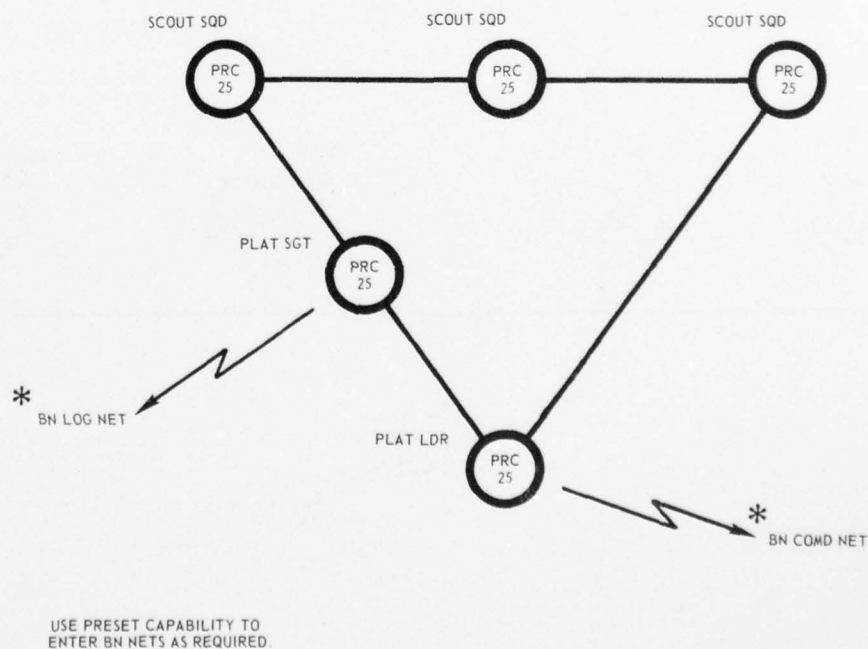 SCOUT SQD
SCOUT SQD
SCOUT SQD
PRC
25
PRC
25
PRC
25
PLAT SGT
PRC
25
* BN LOG NET
PLAT LDR
PRC
25
* BN COMD NET
USE PRESET CAPABILITY TO
ENTER BN NETS AS REQUIRED.